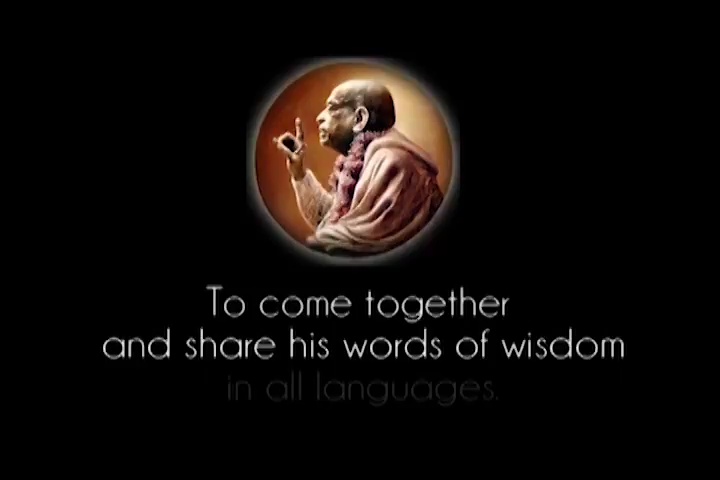 To come together
and share his words of wisdom
in all languages.